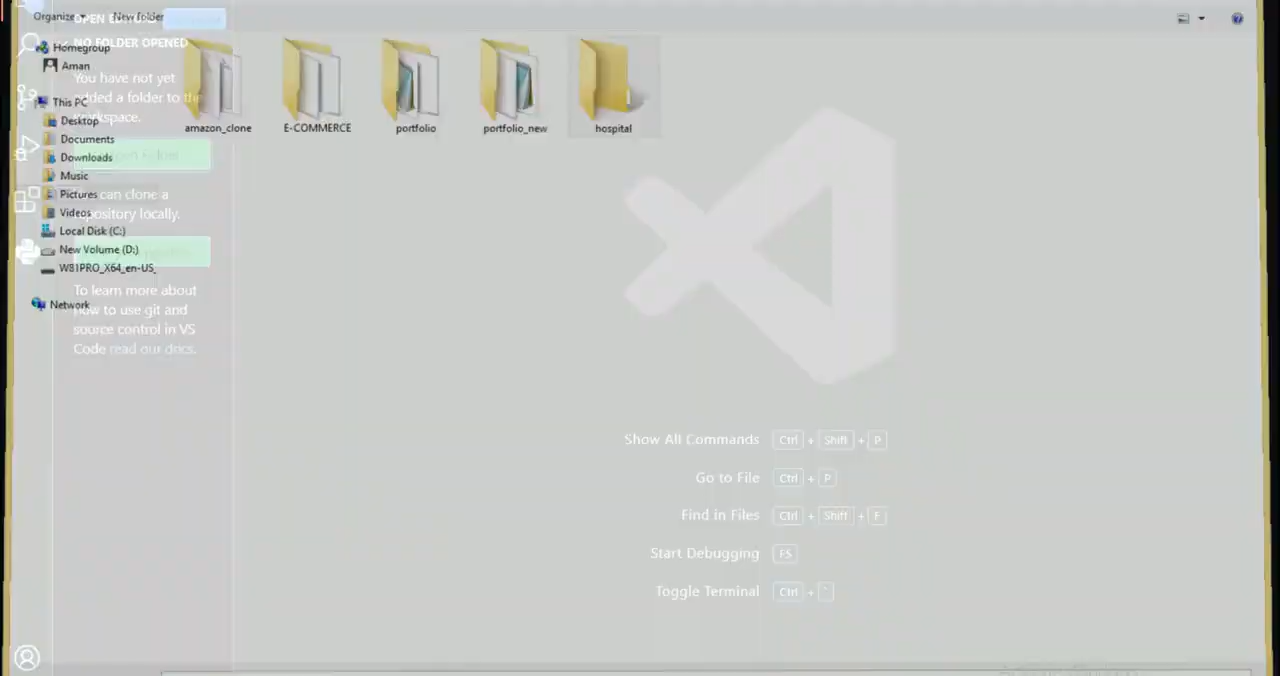 Organize
New folder
OPEN EDITORS
NO FOLDER OPENED
Homegroup
Aman
You have not yet
added a folder to the
workspace.
This PC
Desktop
Documents
Downloads
Music
Pictures
Videos
Local Disk (C:)
New Volume (D:)
W81PRO_X64_en-US_
Network
Open Folder
You can clone a
repository locally.
To learn more about
how to use git and
source control in VS
Code read our docs.
amazon_clone
E-COMMERCE
portfolio
portfolio_new
hospital
Show All Commands Ctrl + Shift + P
Go to File Ctrl + P
Find in Files Ctrl + Shift + F
Start Debugging F5
Toggle Terminal Ctrl + `